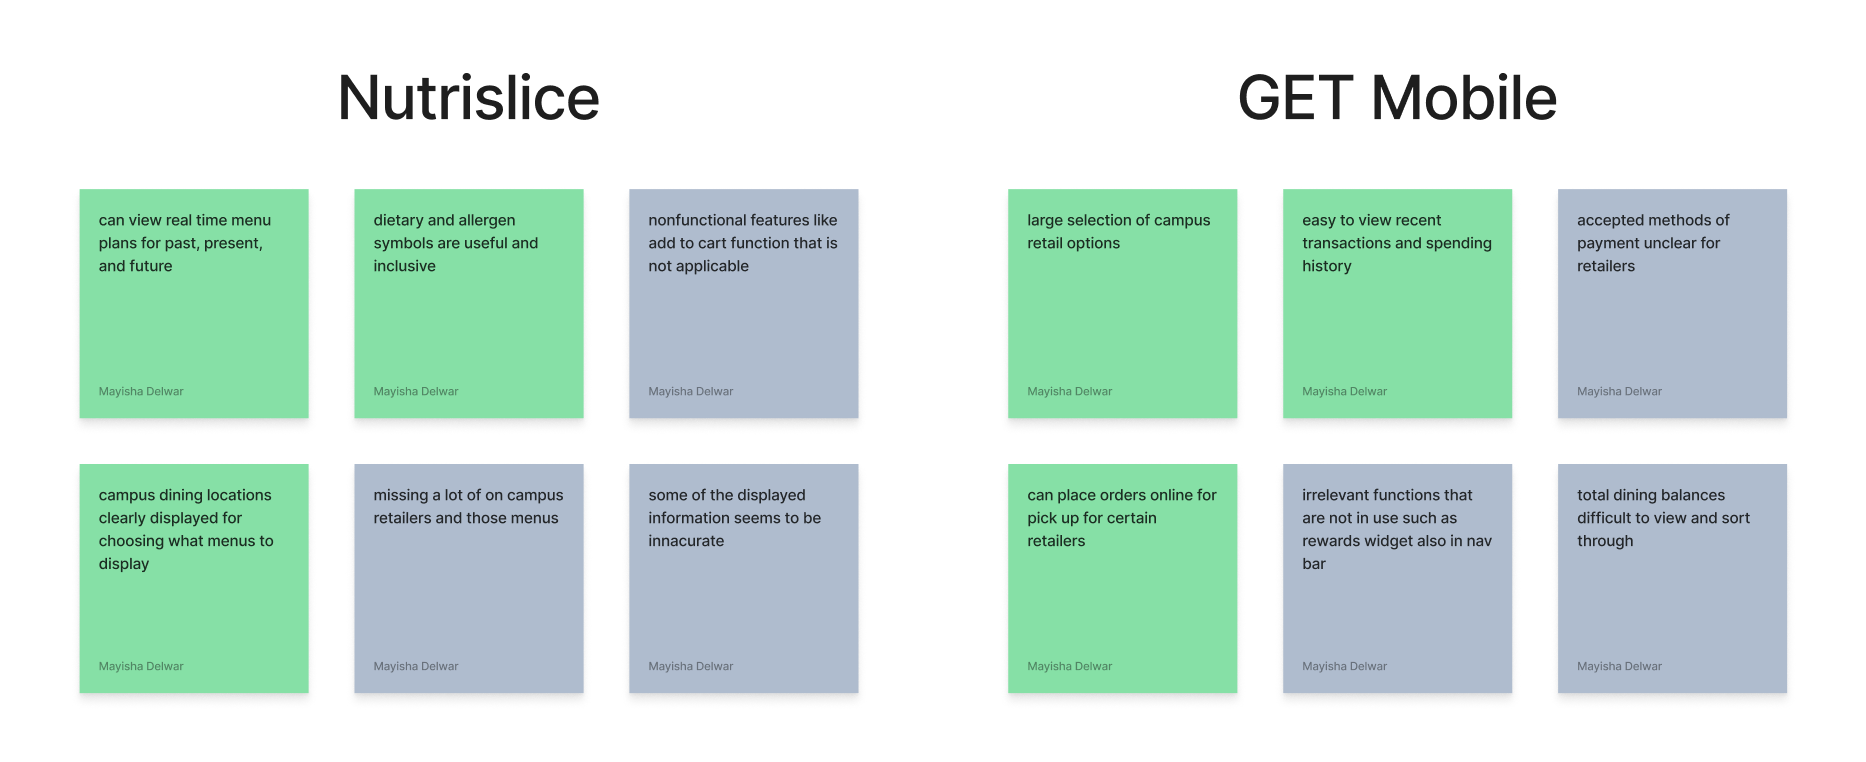 Nutrislice
can view real time menu
plans for past, present,
and future
Mayisha Delwar
dietary and allergen
symbols are useful and
inclusive
Mayisha Delwar
nonfunctional features like
add to cart function that is
not applicable
Mayisha Delwar
campus dining locations
clearly displayed for
choosing what menus to
display
Mayisha Delwar
missing a lot of on campus
retailers and those menus
Mayisha Delwar
some of the displayed
information seems to be
innacurate
Mayisha Delwar
GET Mobile
large selection of campus
retail options
Mayisha Delwar
easy to view recent
transactions and spending
history
Mayisha Delwar
accepted methods of
payment unclear for
retailers
Mayisha Delwar
can place orders online for
pick up for certain
retailers
Mayisha Delwar
irrelevant functions that
are not in use such as
rewards widget also in nav
bar
Mayisha Delwar
total dining balances
difficult to view and sort
through
Mayisha Delwar